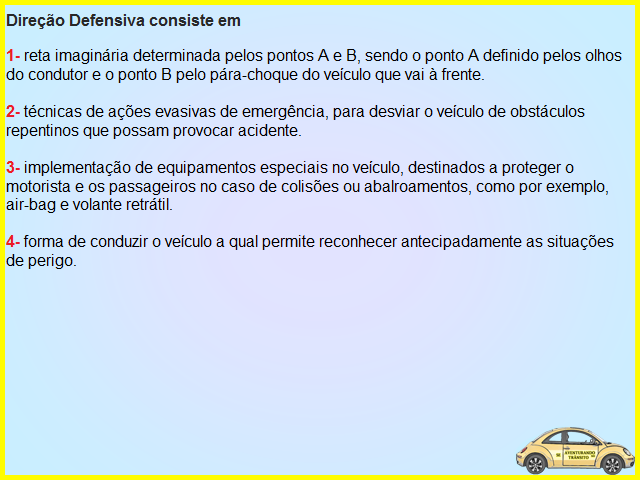 Direção Defensiva consiste em
1- reta imaginária determinada pelos pontos A e B, sendo o ponto A definido pelos olhos
do condutor e o ponto B pelo pára-choque do veículo que vai à frente.
2- técnicas de ações evasivas de emergência, para desviar o veículo de obstáculos
repentinos que possam provocar acidente.
3- implementação de equipamentos especiais no veículo, destinados a proteger o
motorista e os passageiros no caso de colisões ou abalroamentos, como por exemplo,
air-bag e volante retrátil.
4- forma de conduzir o veículo a qual permite reconhecer antecipadamente as situações
de perigo.
AVENTURANDO
TRÂNSITO